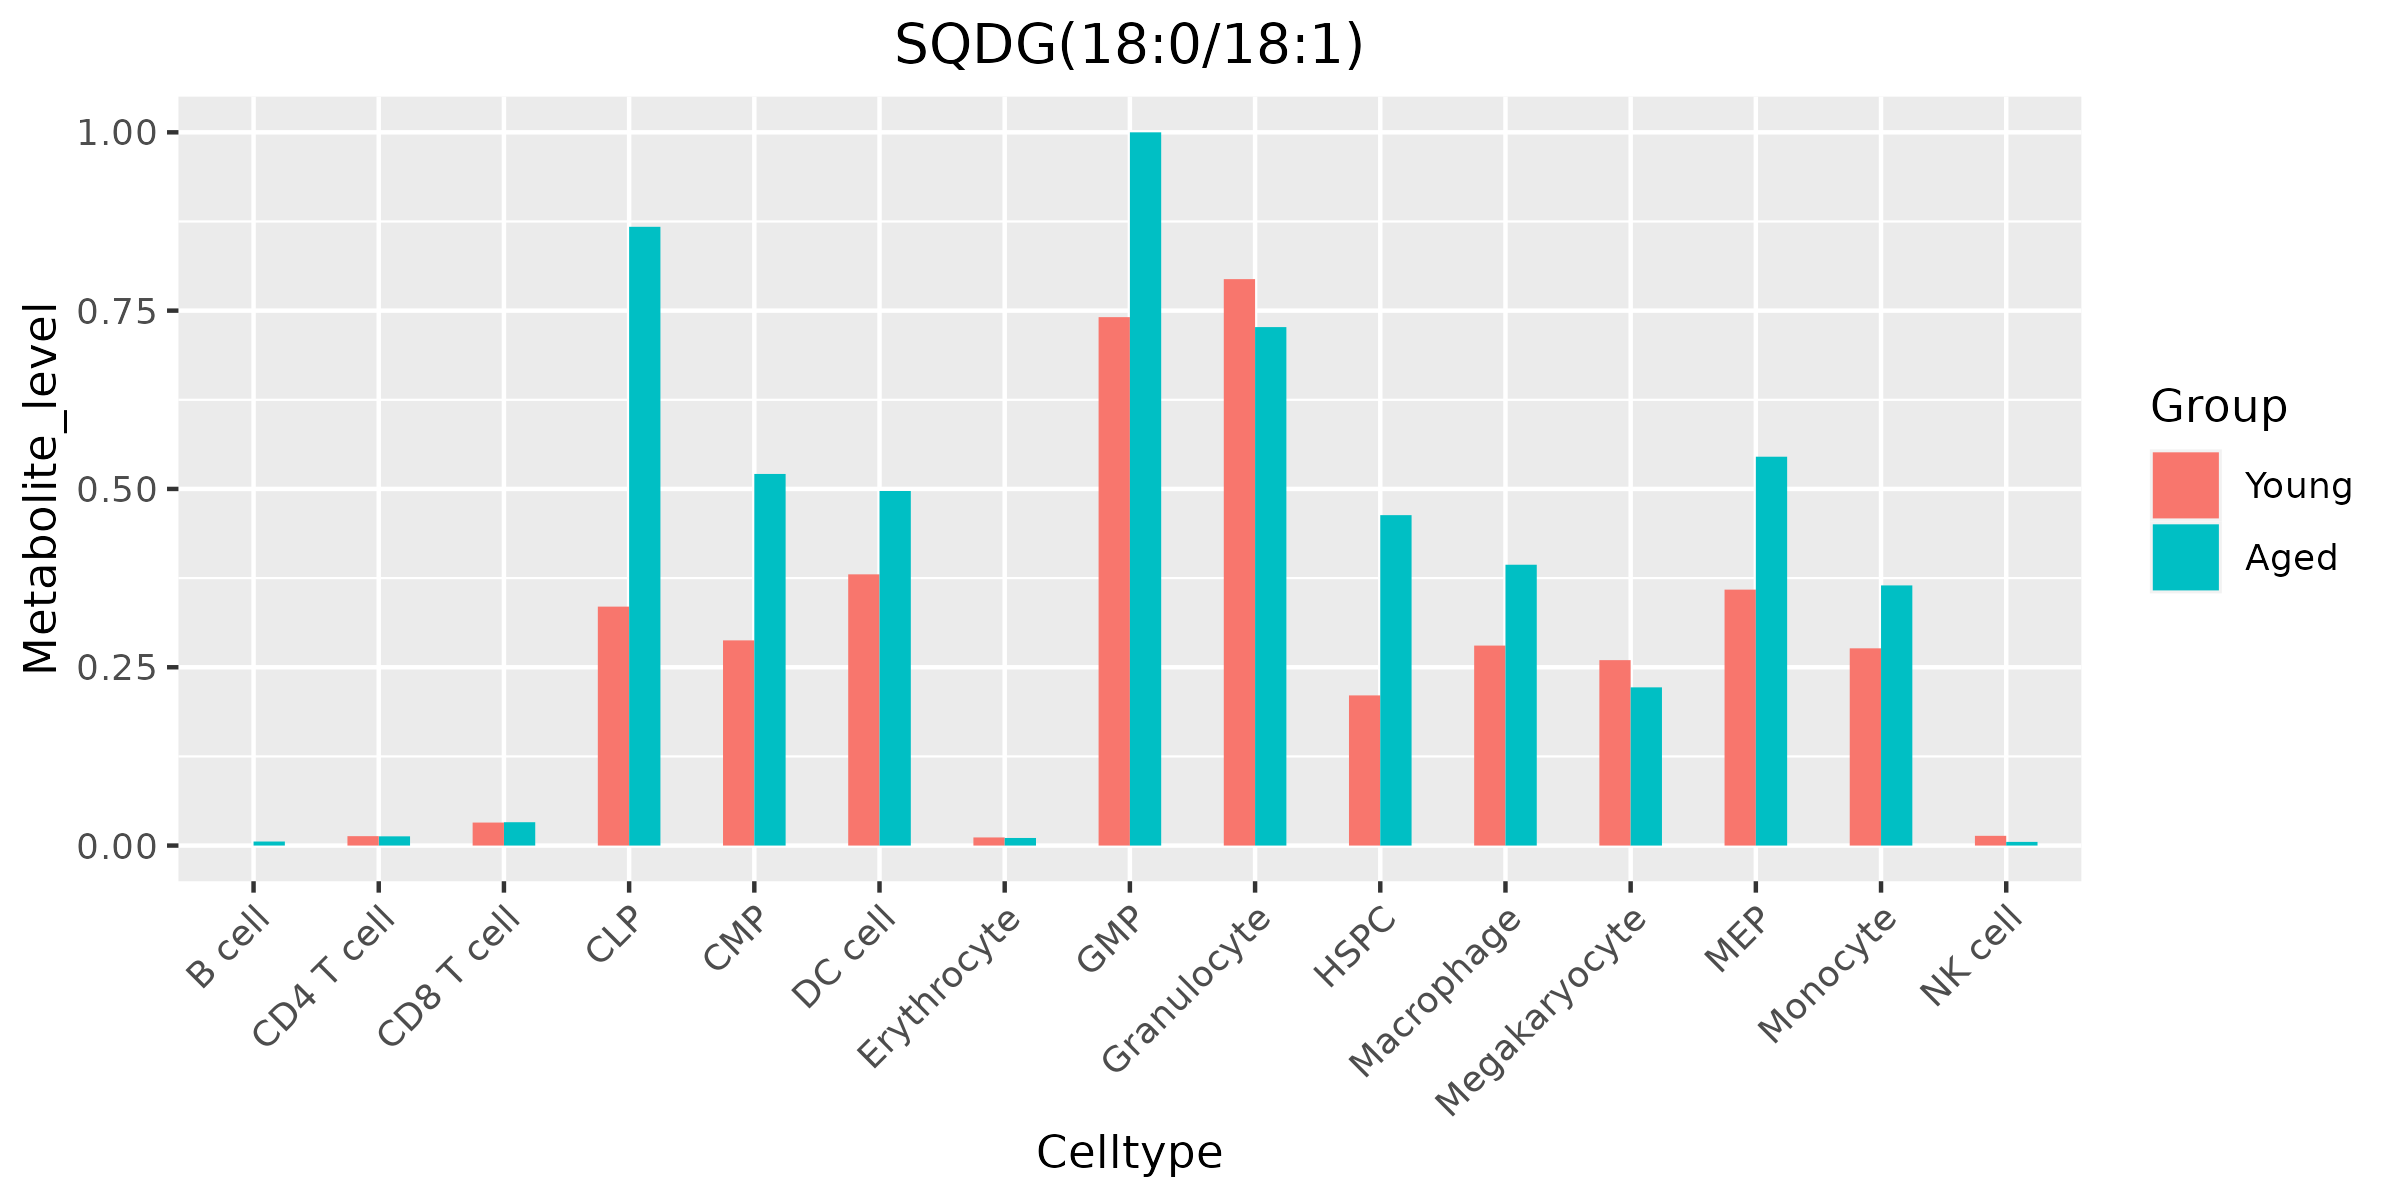 SQDG(18:0/18:1)
Metabolite_level
1.00
0.75
0.50
0.25
0.00
B cell
CD4 T cell
CD8 T cell
CLP
CMP
DC cell
Erythrocyte
GMP
Granulocyte
HSPC
Macrophage
Megakaryocyte
MEP
Monocyte
NK cell
Celltype
Group
Young
Aged